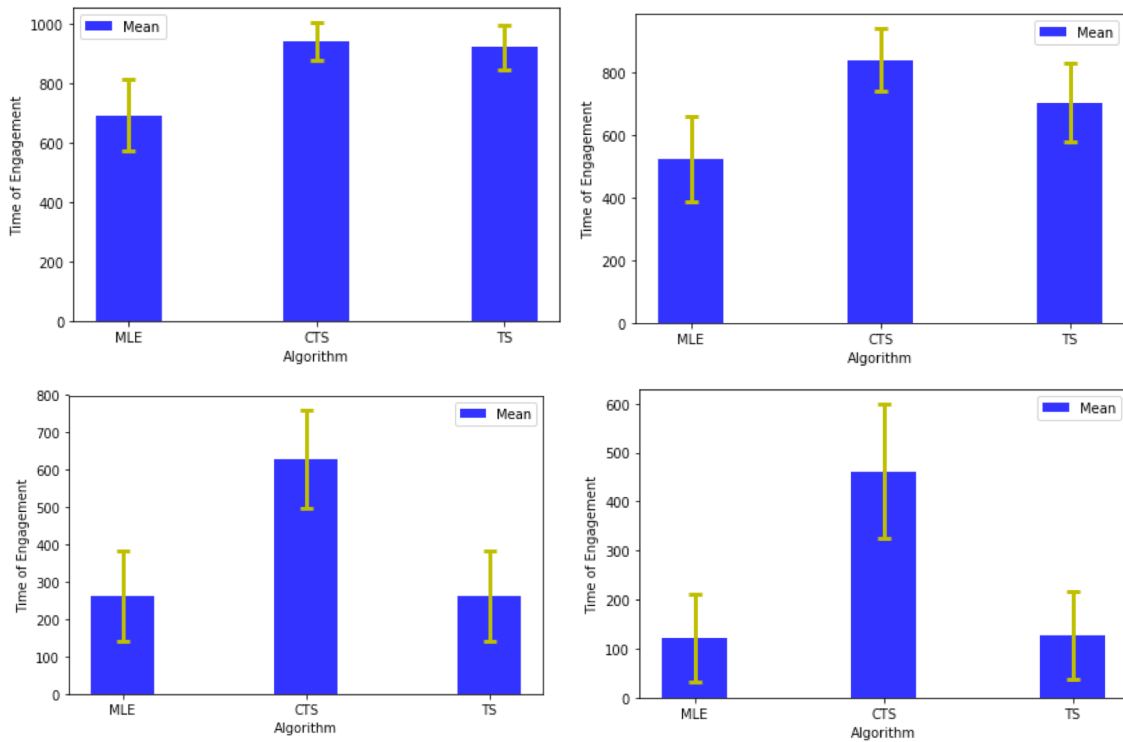 1000
800
600
400
200
0
Time of Engagement
Mean
MLE
CTS
TS
Algorithm
800
600
400
200
0
Time of Engagement
Mean
MLE
CTS
TS
Algorithm
800
700
600
500
400
300
200
100
0
Time of Engagement
Mean
MLE
CTS
TS
Algorithm
600
500
400
300
200
100
0
Time of Engagement
Mean
MLE
CTS
TS
Algorithm